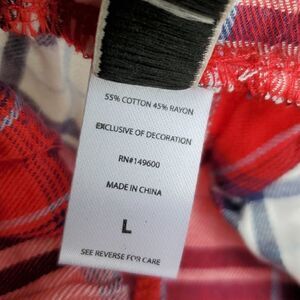 55% COTTON 45% RAYON
EXCLUSIVE OF DECORATION
RN#149600
MADE IN CHINA
L
SEE REVERSE FOR CARE